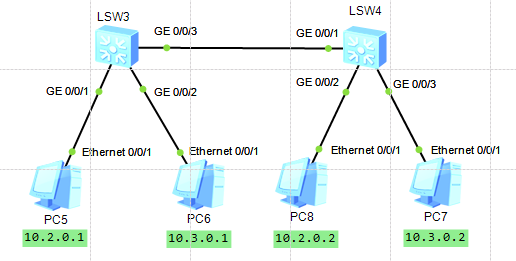 LSW3
LSW4
GE 0/0/3
GE 0/0/1
GE 0/0/1
GE 0/0/2
GE 0/0/2
GE 0/0/3
Ethernet 0/0/1
Ethernet 0/0/1
Ethernet 0/0/1
Ethernet 0/0/1
PC5
PC6
PC8
PC7
10.2.0.1
10.3.0.1
10.2.0.2
10.3.0.2